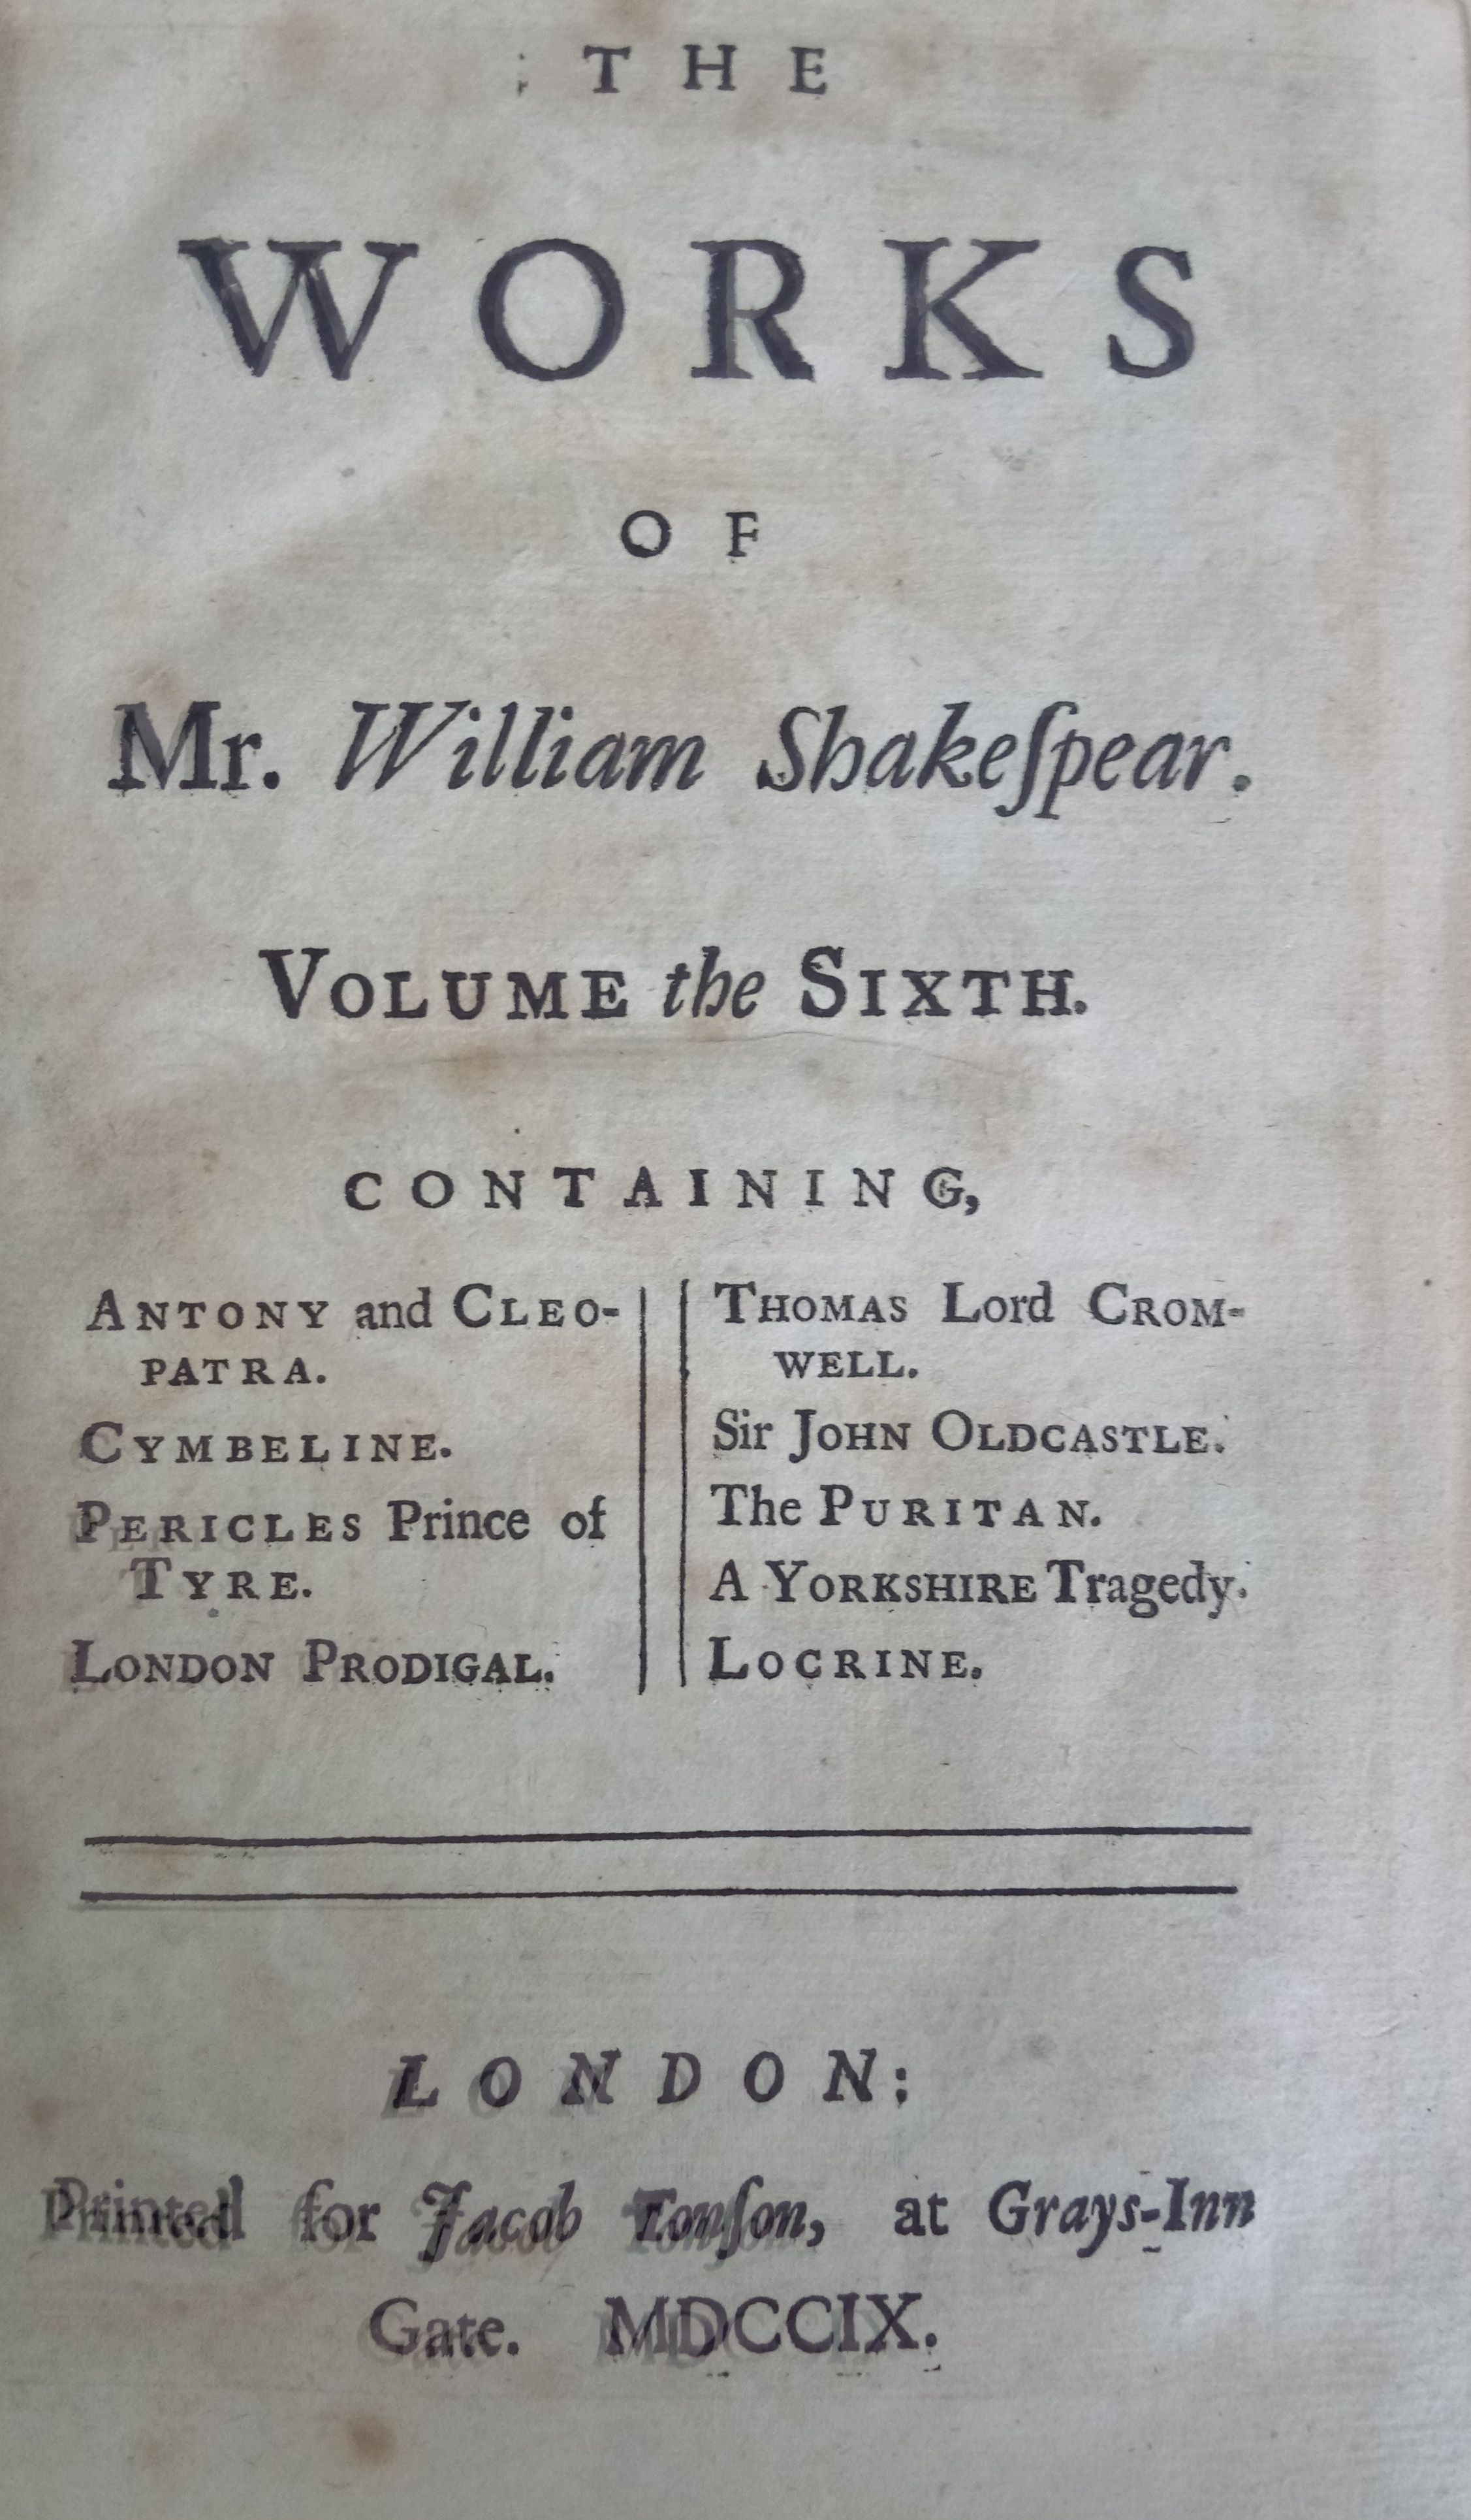 THE
WORKS
OF
Mr. William Shakeſpear.
VOLUME the SIXTH.
CONTAINING,
ANTONY and CLEO-
PATRA.
CYMBELINE.
PERICLES Prince of
TYRE.
LONDON PRODIGAL.
THOMAS Lord CROM-
WELL.
Sir JOHN OLDCASTLE.
The PURITAN.
A YORKSHIRE Tragedy.
LOCRINE.
LONDON:
Printed for Jacob Tonſon, at Grays-Inn
Gate. MDCCIX.